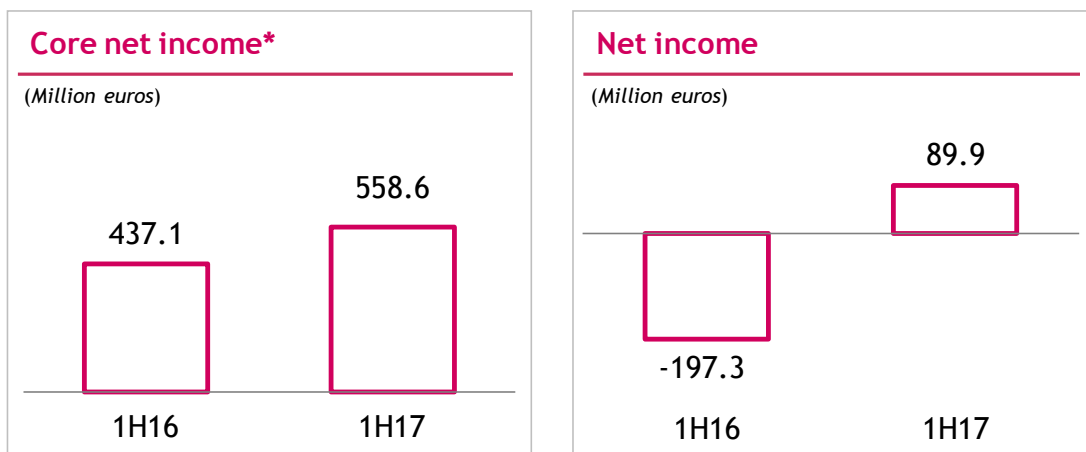 Core net income*
(Million euros)
437.1
558.6
1H16
1H17
Net income
(Million euros)
89.9
-197.3
1H16
1H17